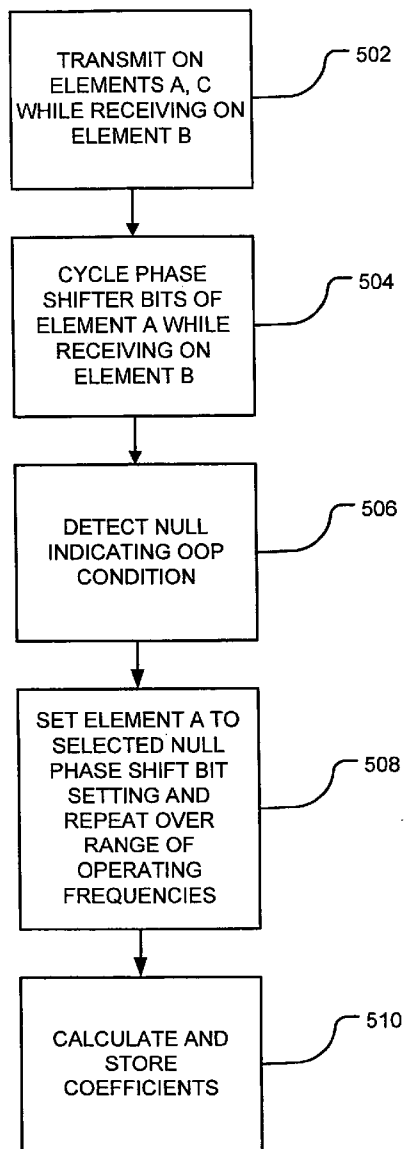 TRANSMIT ON
ELEMENTS A, C
WHILE RECEIVING ON
ELEMENT B
502
CYCLE PHASE
SHIFTER BITS OF
ELEMENT A WHILE
RECEIVING ON
ELEMENT B
504
DETECT NULL
INDICATING OOP
CONDITION
506
SET ELEMENT A TO
SELECTED NULL
PHASE SHIFT BIT
SETTING AND
REPEAT OVER
RANGE OF
OPERATING
FREQUENCIES
508
CALCULATE AND
STORE
COEFFICIENTS
510